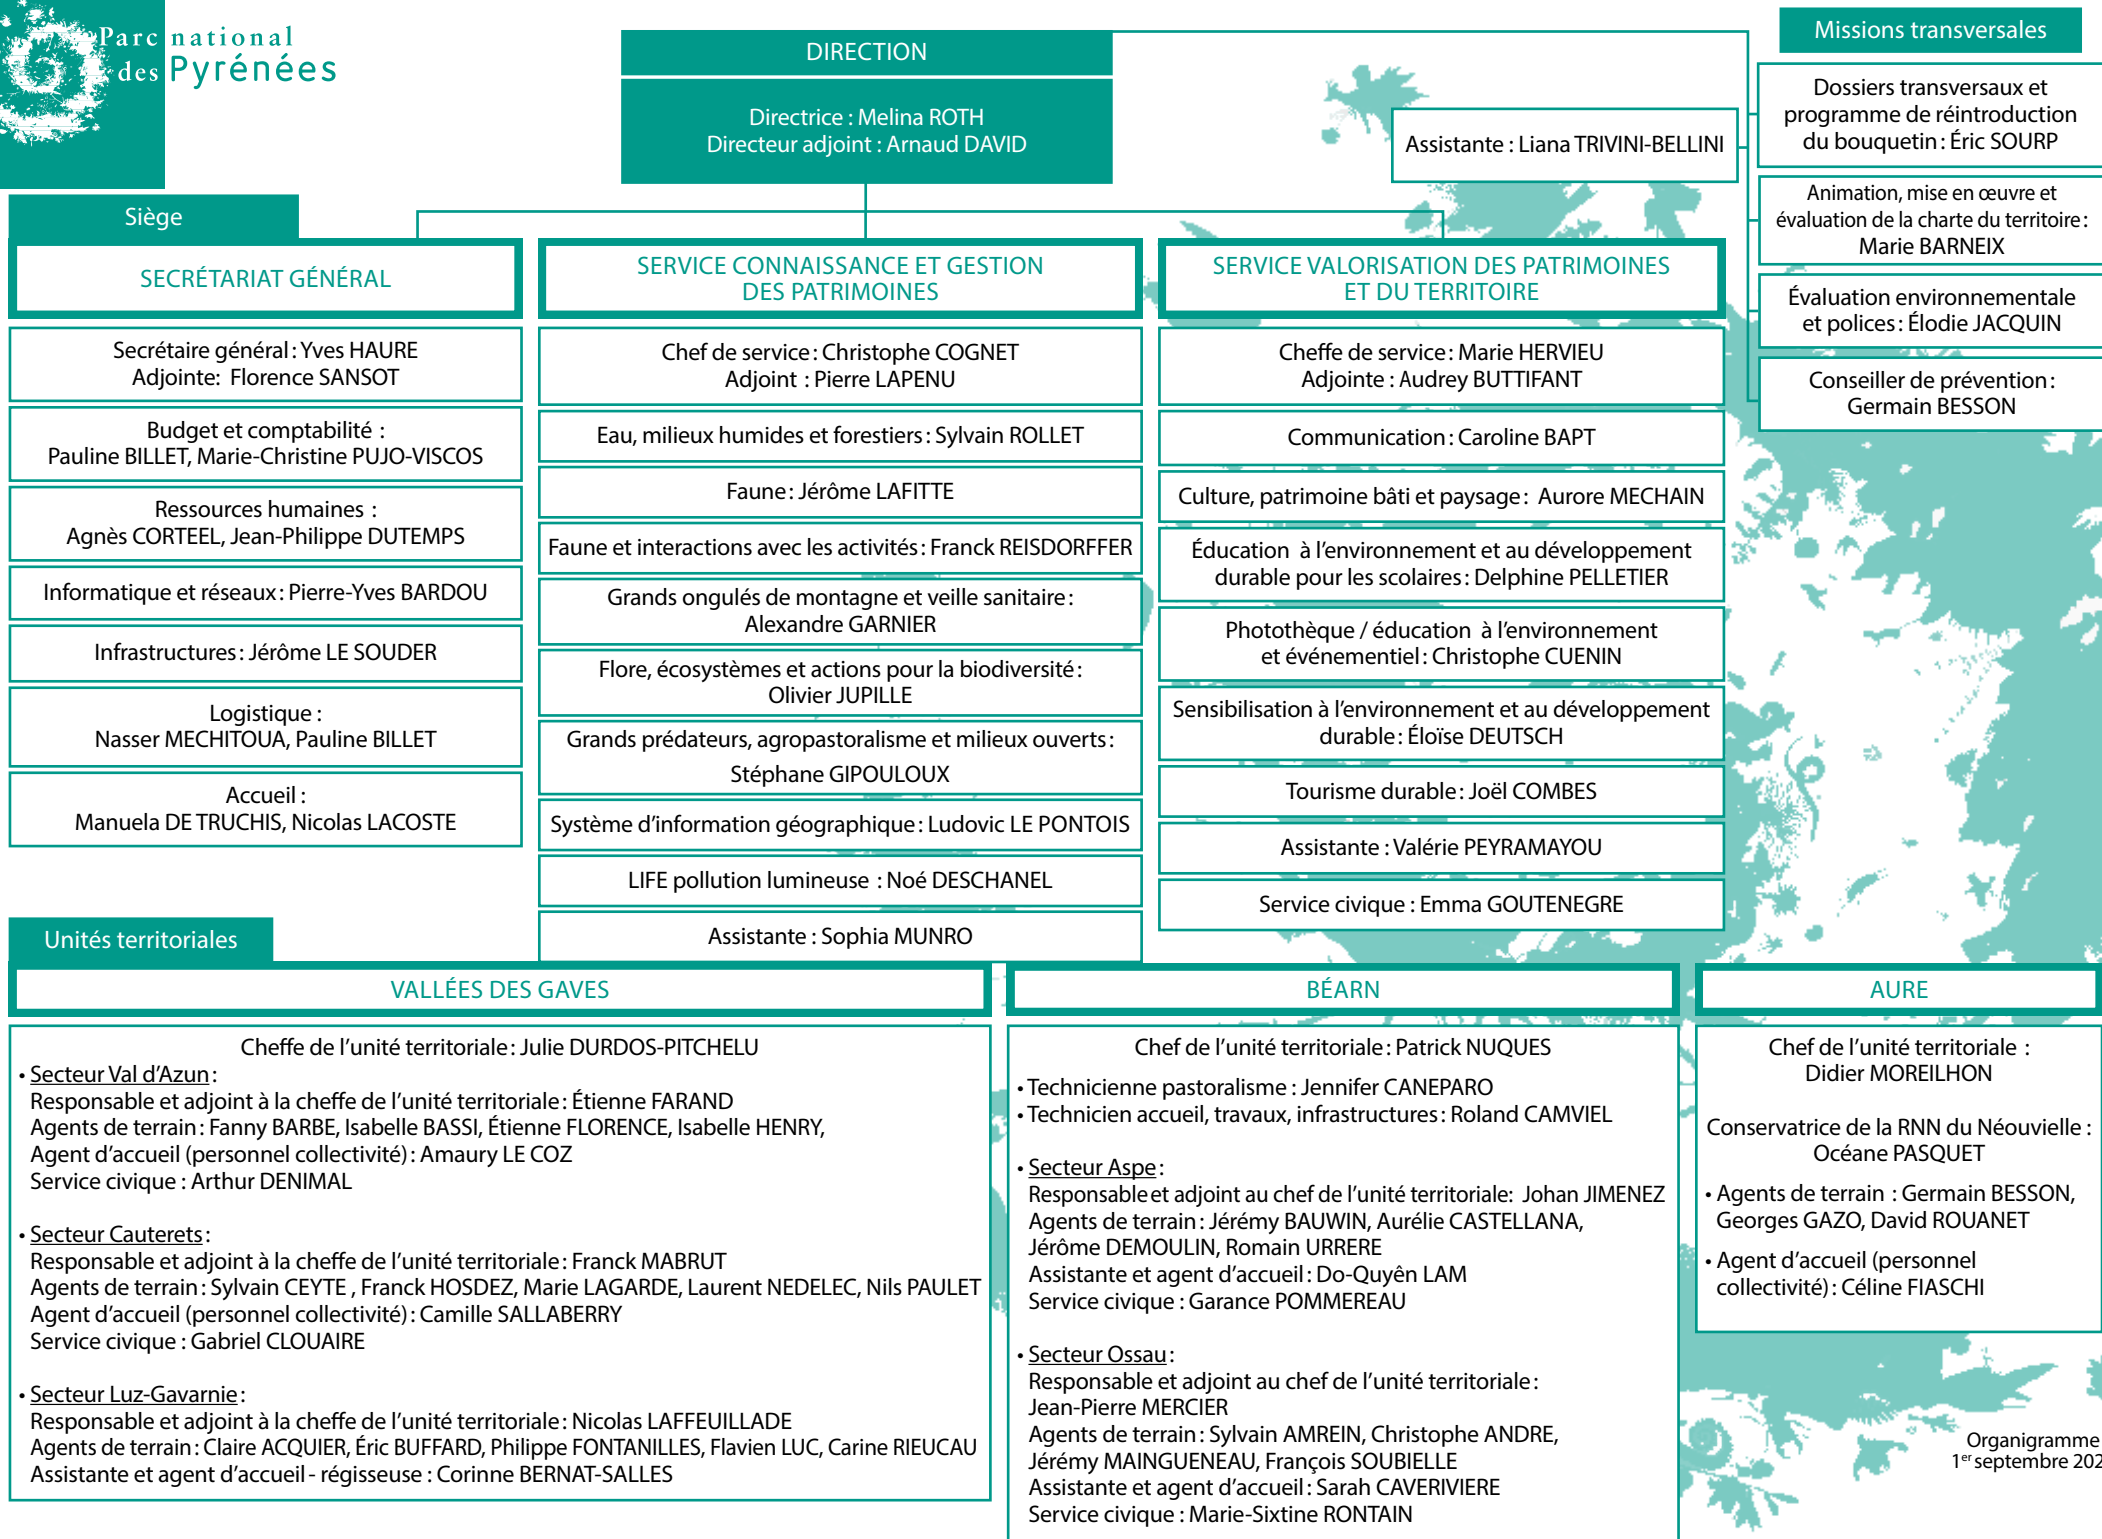 Parc national
des Pyrénées
DIRECTION
Directrice : Melina ROTH
Directeur adjoint : Arnaud DAVID
Assistante : Liana TRIVINI-BELLINI
Missions transversales
Dossiers transversaux et
programme de réintroduction
du bouquetin : Éric SOURP
Animation, mise en œuvre et
évaluation de la charte du territoire :
Marie BARNEIX
Évaluation environnementale
et polices : Élodie JACQUIN
Conseiller de prévention :
Germain BESSON
Siège
SECRÉTARIAT GÉNÉRAL
Secrétaire général : Yves HAURE
Adjointe: Florence SANSOT
Budget et comptabilité :
Pauline BILLET, Marie-Christine PUJO-VISCOS
Ressources humaines :
Agnès CORTEEL, Jean-Philippe DUTEMPS
Informatique et réseaux : Pierre-Yves BARDOU
Infrastructures : Jérôme LE SOUDER
Logistique :
Nasser MECHITOUA, Pauline BILLET
Accueil :
Manuela DE TRUCHIS, Nicolas LACOSTE
SERVICE CONNAISSANCE ET GESTION
DES PATRIMOINES
Chef de service : Christophe COGNET
Adjoint : Pierre LAPENU
Eau, milieux humides et forestiers : Sylvain ROLLET
Faune : Jérôme LAFITTE
Faune et interactions avec les activités : Franck REISDORFFER
Grands ongulés de montagne et veille sanitaire :
Alexandre GARNIER
Flore, écosystèmes et actions pour la biodiversité :
Olivier JUPILLE
Grands prédateurs, agropastoralisme et milieux ouverts :
Stéphane GIPOULOUX
Système d'information géographique : Ludovic LE PONTOIS
LIFE pollution lumineuse : Noé DESCHANEL
Assistante : Sophia MUNRO
SERVICE VALORISATION DES PATRIMOINES
ET DU TERRITOIRE
Cheffe de service : Marie HERVIEU
Adjointe : Audrey BUTTIFANT
Communication : Caroline BAPT
Culture, patrimoine bâti et paysage : Aurore MECHAIN
Éducation à l'environnement et au développement
durable pour les scolaires : Delphine PELLETIER
Photothèque / éducation à l'environnement
et événementiel : Christophe CUENIN
Sensibilisation à l'environnement et au développement
durable : Éloïse DEUTSCH
Tourisme durable : Joël COMBES
Assistante : Valérie PEYRAMAYOU
Service civique : Emma GOUTENEGRE
Unités territoriales
VALLÉES DES GAVES
Cheffe de l'unité territoriale : Julie DURDOS-PITCHELU
• Secteur Val d'Azun :
Responsable et adjoint à la cheffe de l'unité territoriale : Étienne FARAND
Agents de terrain : Fanny BARBE, Isabelle BASSI, Étienne FLORENCE, Isabelle HENRY,
Agent d'accueil (personnel collectivité) : Amaury LE COZ
Service civique : Arthur DENIMAL
• Secteur Cauterets :
Responsable et adjoint à la cheffe de l'unité territoriale : Franck MABRUT
Agents de terrain : Sylvain CEYTE , Franck HOSDEZ, Marie LAGARDE, Laurent NEDELEC, Nils PAULET
Agent d'accueil (personnel collectivité) : Camille SALLABERRY
Service civique : Gabriel CLOUAIRE
• Secteur Luz-Gavarnie :
Responsable et adjoint à la cheffe de l'unité territoriale : Nicolas LAFFEUILLADE
Agents de terrain : Claire ACQUIER, Éric BUFFARD, Philippe FONTANILLES, Flavien LUC, Carine RIEUCAU
Assistante et agent d'accueil - régisseuse : Corinne BERNAT-SALLES
BÉARN
Chef de l'unité territoriale : Patrick NUQUES
• Technicienne pastoralisme : Jennifer CANEPARO
• Technicien accueil, travaux, infrastructures : Roland CAMVIEL
• Secteur Aspe :
Responsable et adjoint au chef de l'unité territoriale: Johan JIMENEZ
Agents de terrain : Jérémy BAUWIN, Aurélie CASTELLANA,
Jérôme DEMOULIN, Romain URRERE
Assistante et agent d'accueil : Do-Quyên LAM
Service civique : Garance POMMEREAU
• Secteur Ossau :
Responsable et adjoint au chef de l'unité territoriale :
Jean-Pierre MERCIER
Agents de terrain : Sylvain AMREIN, Christophe ANDRE,
Jérémy MAINGUENEAU, François SOUBIELLE
Assistante et agent d'accueil : Sarah CAVERIVIERE
Service civique : Marie-Sixtine RONTAIN
AURE
Chef de l'unité territoriale :
Didier MOREILHON
Conservatrice de la RNN du Néouvielle :
Océane PASQUET
• Agents de terrain : Germain BESSON,
Georges GAZO, David ROUANET
• Agent d'accueil (personnel
collectivité) : Céline FIASCHI
Organigramme
1er septembre 202